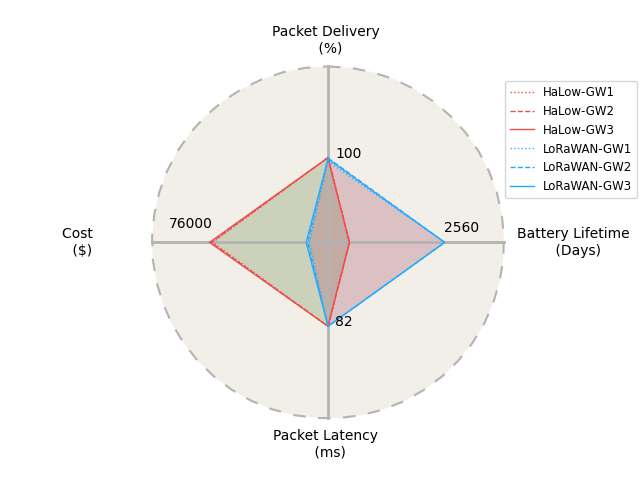 Packet Delivery
(%)
HaLow-GW1
HaLow-GW2
HaLow-GW3
LoRaWAN-GW1
LoRaWAN-GW2
LoRaWAN-GW3
100
76000
2560
Cost
($)
Battery Lifetime
(Days)
82
Packet Latency
(ms)